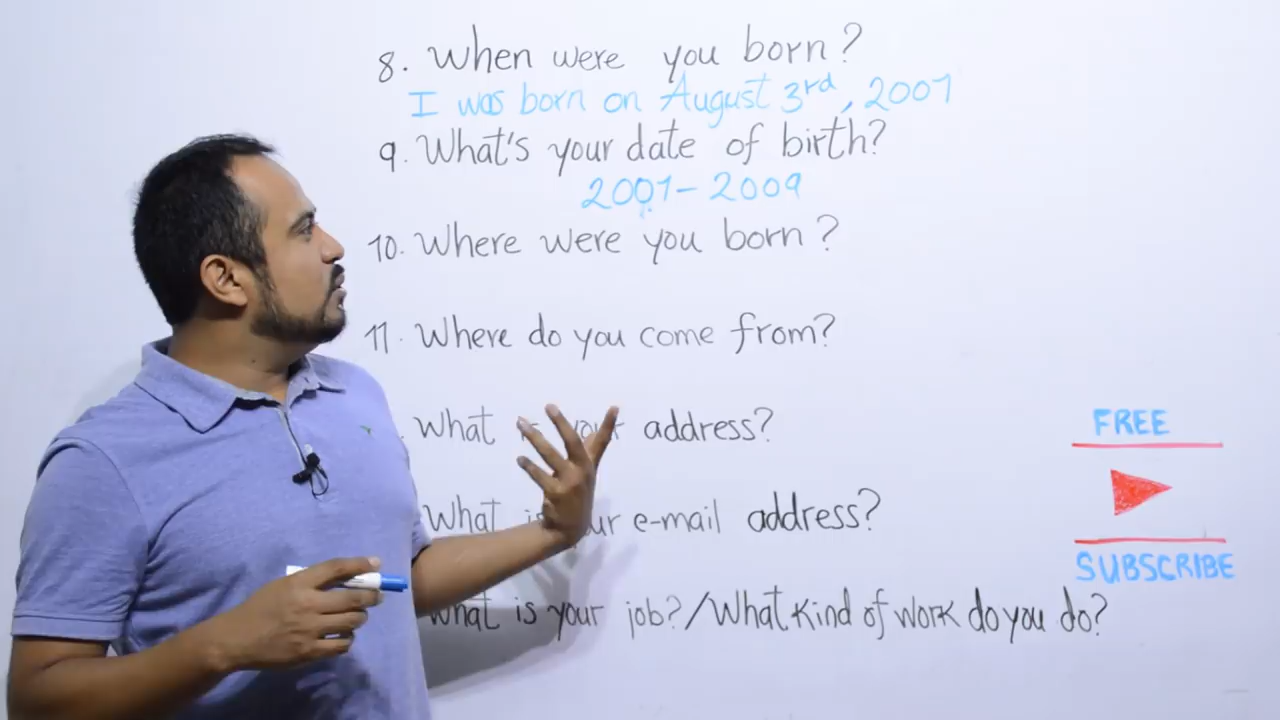 8. When were you born?
I was born on August 3rd, 2001
9. What's your date of birth?
2001 – 2009
10. Where were you born?
11. Where do you come from?
What your address?
FREE
What e-mail address?
SUBSCRIBE
What is your job? / What kind of work do you do?